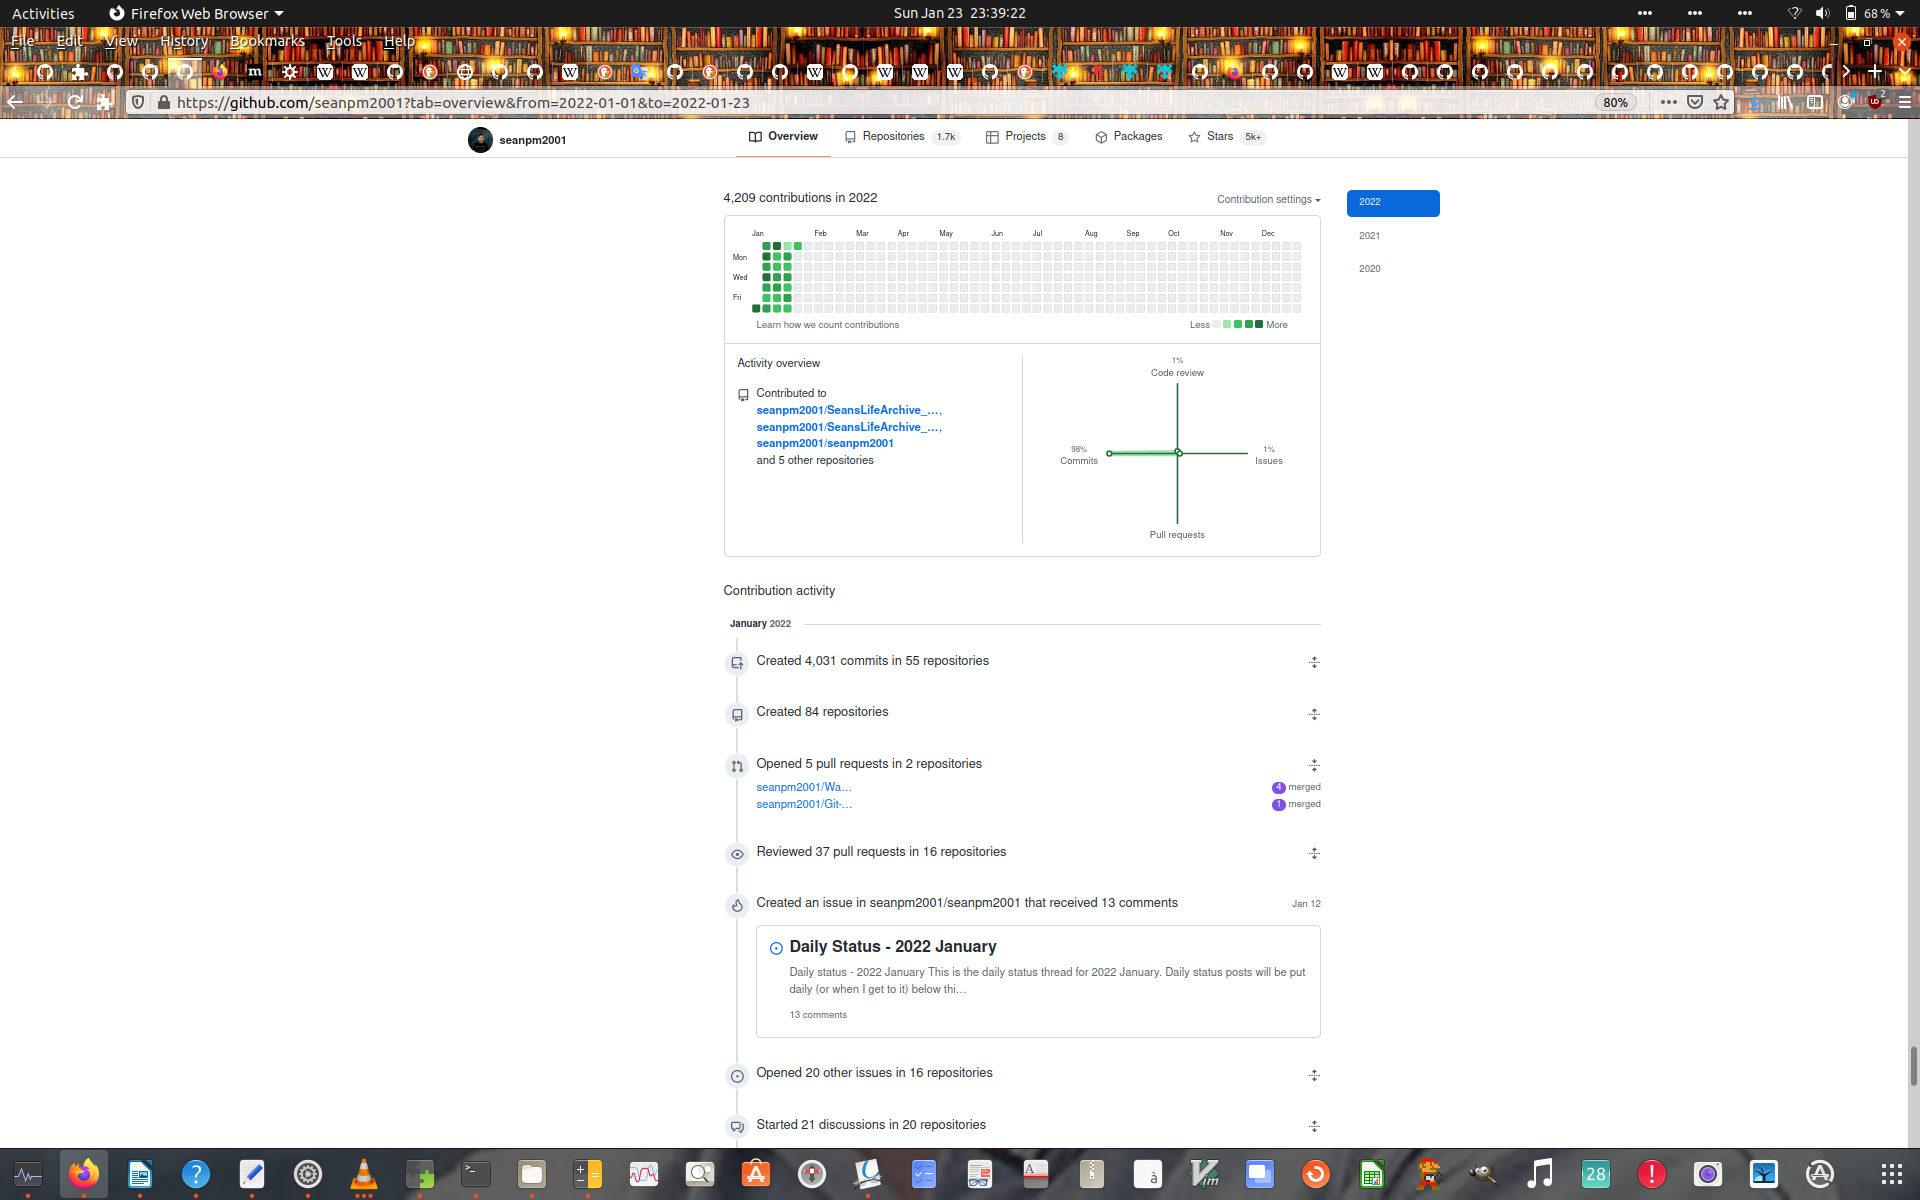 Activities
Firefox Web Browser
Sun Jan 23 23:39:22
68 %
File Edit View History Bookmarks Tools Help
https://github.com/seanpm2001?tab=overview&from=2022-01-01&to=2022-01-23
80%
2
seanpm2001
Overview
Repositories 1.7k
Projects 8
Packages
Stars 5k+
4,209 contributions in 2022
Contribution settings
2022
2021
2020
Jan Feb Mar Apr May Jun Jul Aug Sep Oct Nov Dec
Mon
Wed
Fri
Learn how we count contributions
Less More
Activity overview
Contributed to
seanpm2001/SeansLifeArchive_…,
seanpm2001/SeansLifeArchive_…,
seanpm2001/seanpm2001
and 5 other repositories
1%
Code review
98%
Commits
1%
Issues
Pull requests
Contribution activity
January 2022
Created 4,031 commits in 55 repositories
Created 84 repositories
Opened 5 pull requests in 2 repositories
seanpm2001/Wa…
4 merged
seanpm2001/Git-…
1 merged
Reviewed 37 pull requests in 16 repositories
Created an issue in seanpm2001/seanpm2001 that received 13 comments
Jan 12
Daily Status - 2022 January
Daily status - 2022 January This is the daily status thread for 2022 January. Daily status posts will be put
daily (or when I get to it) below thi…
13 comments
Opened 20 other issues in 16 repositories
Started 21 discussions in 20 repositories
28